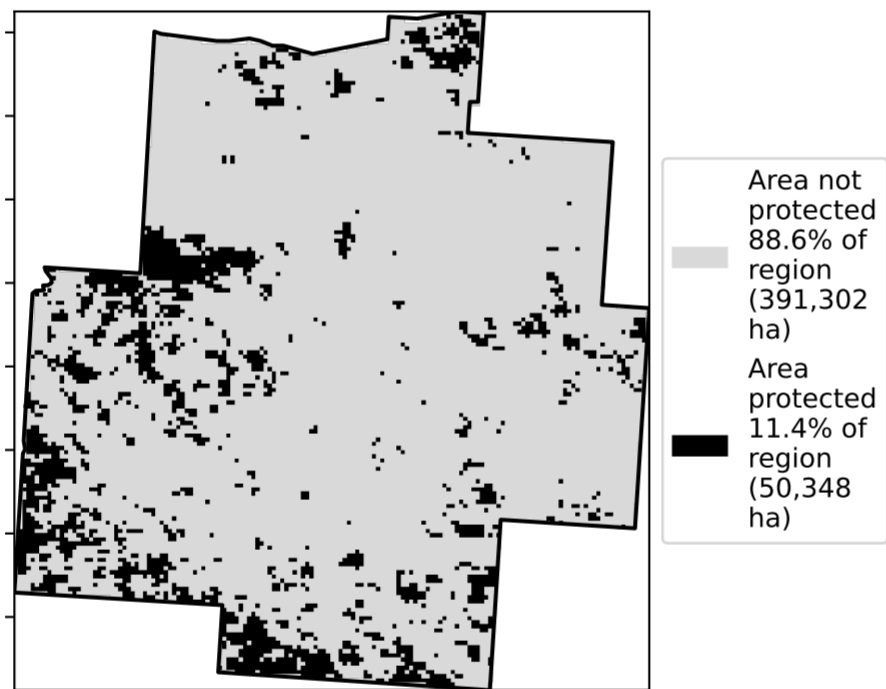 Area not
protected
88.6% of
region
(391,302
ha)
Area
protected
11.4% of
region
(50,348
ha)